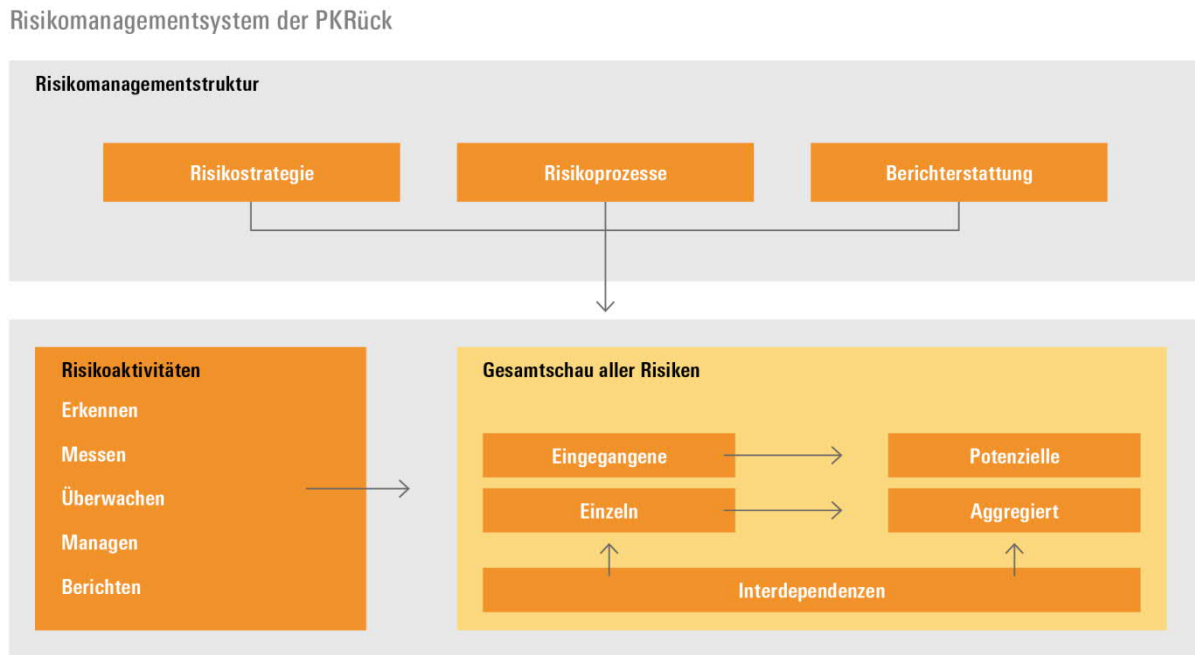 Risikomanagementsystem der PKRück
Risikomanagementstruktur
Risikostrategie
Risikoprozesse
Berichterstattung
Risikoaktivitäten
Erkennen
Messen
Überwachen
Managen
Berichten
Gesamtschau aller Risiken
Eingegangene
Potenzielle
Einzeln
Aggregiert
Interdependenzen